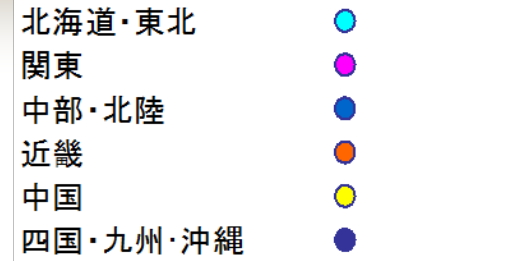 北海道・東北
関東
中部・北陸
近畿
中国
四国・九州・沖縄